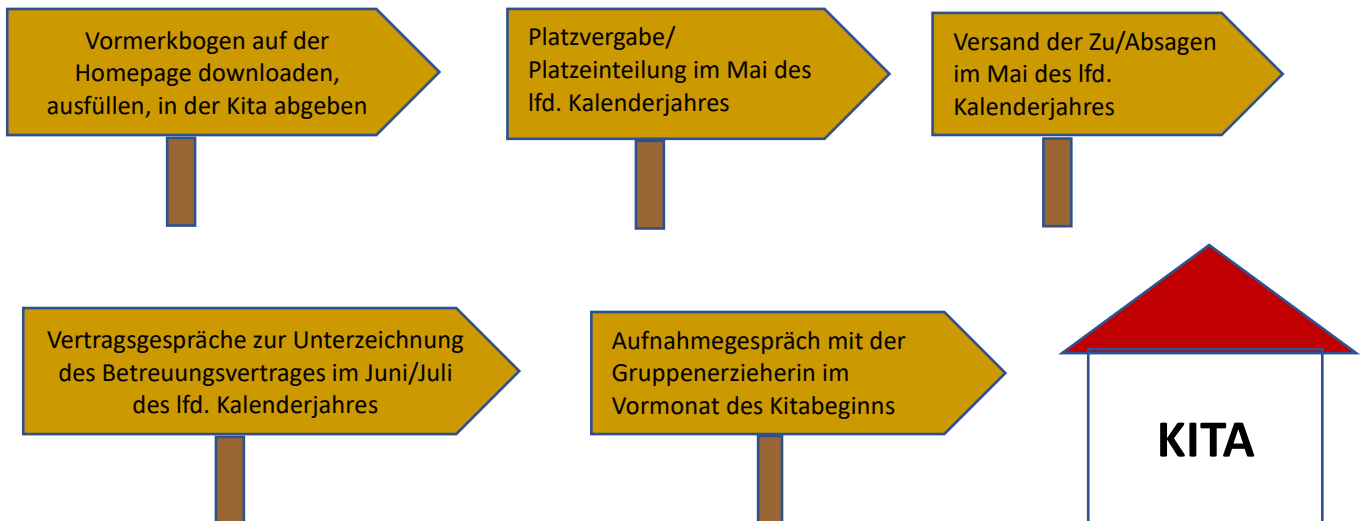 Vormerkbogen auf der
Homepage downloaden,
ausfüllen, in der Kita abgeben
Platzvergabe/
Platzeinteilung im Mai des
lfd. Kalenderjahres
Versand der Zu/Absagen
im Mai des lfd.
Kalenderjahres
Vertragsgespräche zur Unterzeichnung
des Betreuungsvertrages im Juni/Juli
des lfd. Kalenderjahres
Aufnahmegespräch mit der
Gruppenerzieherin im
Vormonat des Kitabeginns
KITA